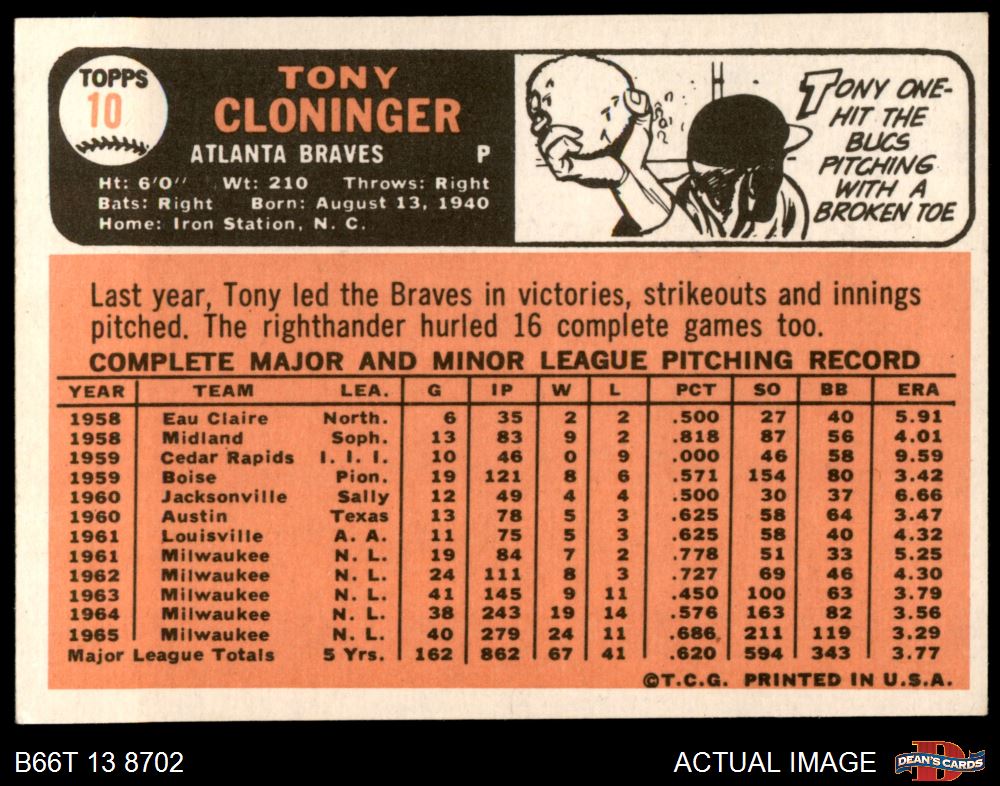 TOPPS
10
TONY
CLONINGER
ATLANTA BRAVES P
Ht: 6'0" Wt: 210 Throws: Right
Bats: Right Born: August 13, 1940
Home: Iron Station, N. C.
TONY ONE-
HIT THE
BUCS
PITCHING
WITH A
BROKEN TOE
Last year, Tony led the Braves in victories, strikeouts and innings
pitched. The righthander hurled 16 complete games too.
COMPLETE MAJOR AND MINOR LEAGUE PITCHING RECORD
YEAR TEAM LEA. G IP W L PCT SO BB ERA
1958 Eau Claire North. 6 35 2 2 .500 27 40 5.91
1958 Midland Soph. 13 83 9 2 .818 87 56 4.01
1959 Cedar Rapids I. I. I. 10 46 0 9 .000 46 58 9.59
1959 Boise Pion. 19 121 8 6 .571 154 80 3.42
1960 Jacksonville Sally 12 49 4 4 .500 30 37 6.66
1960 Austin Texas 13 78 5 3 .625 58 64 3.47
1961 Louisville A. A. 11 75 5 3 .625 58 40 4.32
1961 Milwaukee N. L. 19 84 7 2 .778 51 33 5.25
1962 Milwaukee N. L. 24 111 8 3 .727 69 46 4.30
1963 Milwaukee N. L. 41 145 9 11 .450 100 63 3.79
1964 Milwaukee N. L. 38 243 19 14 .576 163 82 3.56
1965 Milwaukee N. L. 40 279 24 11 .686 211 119 3.29
Major League Totals 5 Yrs. 162 862 67 41 .620 594 343 3.77
©T.C.G. PRINTED IN U.S.A.
B66T 13 8702
ACTUAL IMAGE
D
DEAN'S CARDS